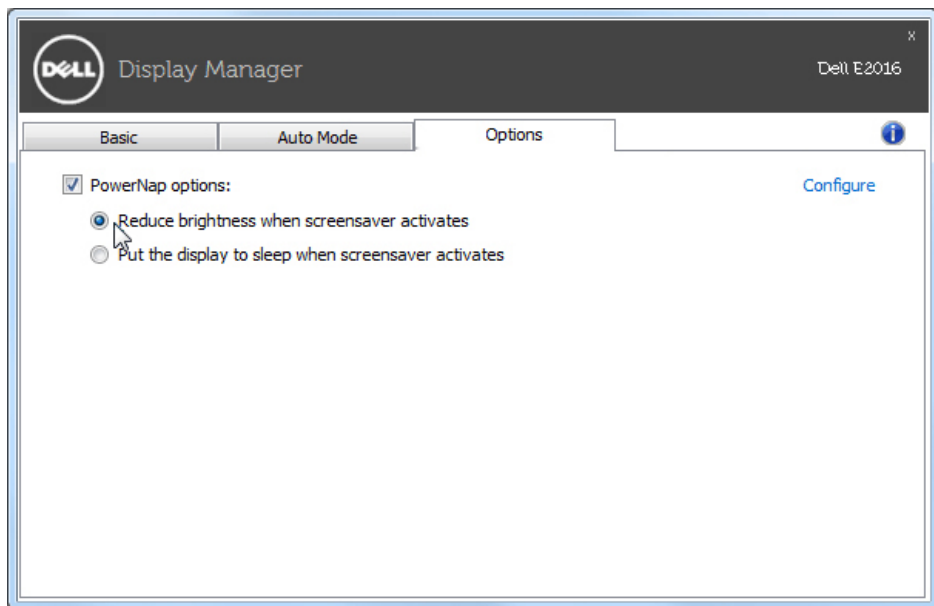 DELL
Display Manager
x
Dell E2016
Basic
Auto Mode
Options
PowerNap options:
Configure
Reduce brightness when screensaver activates
Put the display to sleep when screensaver activates